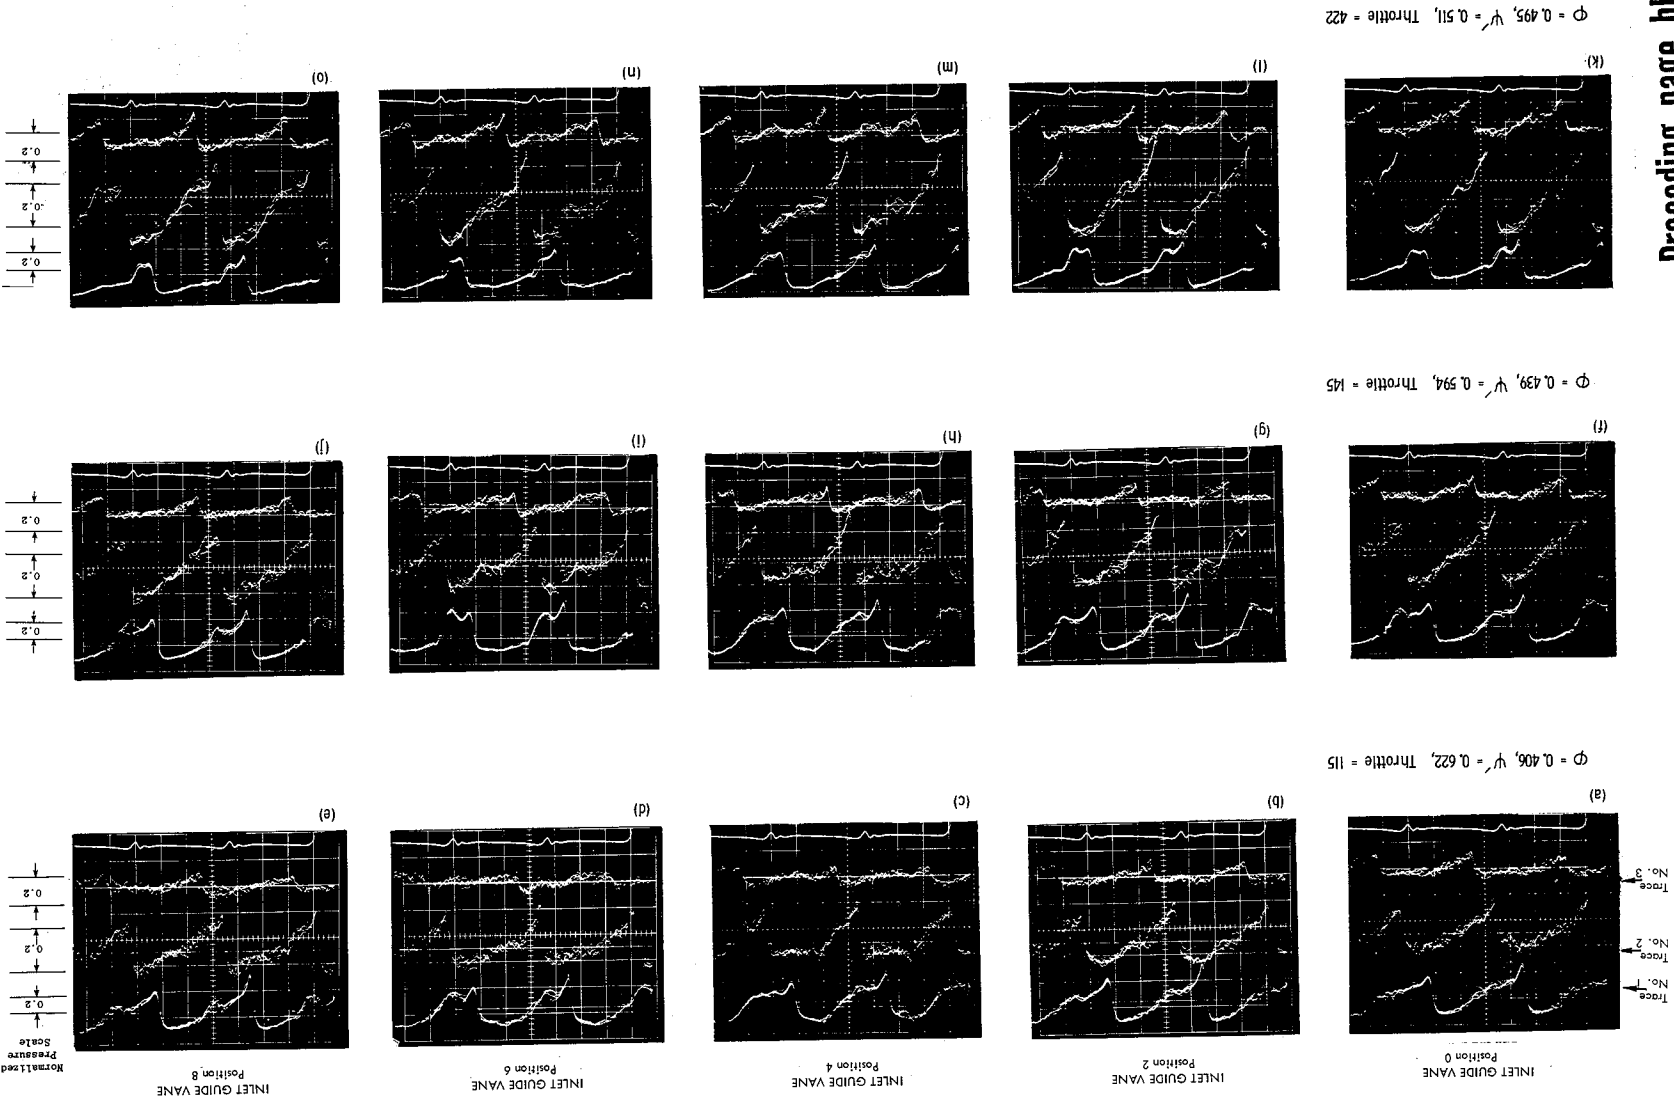 INLET GUIDE VANE
Position 0
INLET GUIDE VANE
Position 2
INLET GUIDE VANE
Position 4
INLET GUIDE VANE
Position 6
INLET GUIDE VANE
Position 8
Normalized
Pressure
Scale
Trace
No. 1
Trace
No. 2
Trace
No. 3
0.2
0.2
0.2
(a)
(b)
(c)
(d)
(e)
Φ = 0.406, Ψ´ = 0.622, Throttle = 115
0.2
0.2
0.2
(f)
(g)
(h)
(i)
(j)
Φ = 0.439, Ψ´ = 0.594, Throttle = 145
0.2
0.2
0.2
(k)
(l)
(m)
(n)
(o)
Φ = 0.495, Ψ´ = 0.511, Throttle = 422
Preceding page